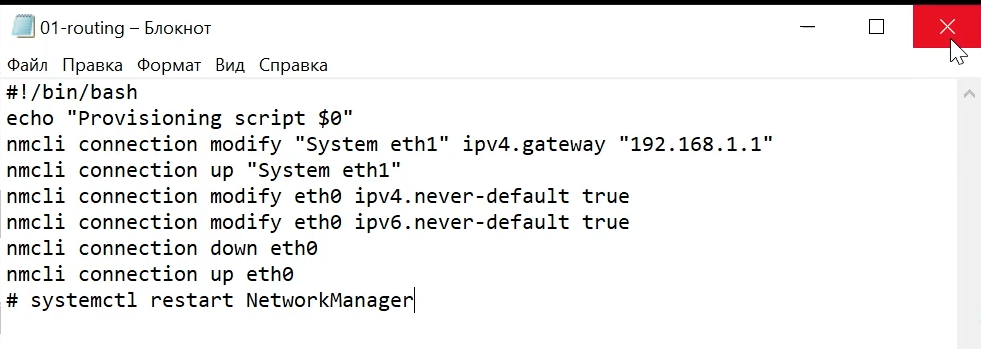 01-routing – Блокнот
Файл Правка Формат Вид Справка
#!/bin/bash
echo "Provisioning script $0"
nmcli connection modify "System eth1" ipv4.gateway "192.168.1.1"
nmcli connection up "System eth1"
nmcli connection modify eth0 ipv4.never-default true
nmcli connection modify eth0 ipv6.never-default true
nmcli connection down eth0
nmcli connection up eth0
# systemctl restart NetworkManager